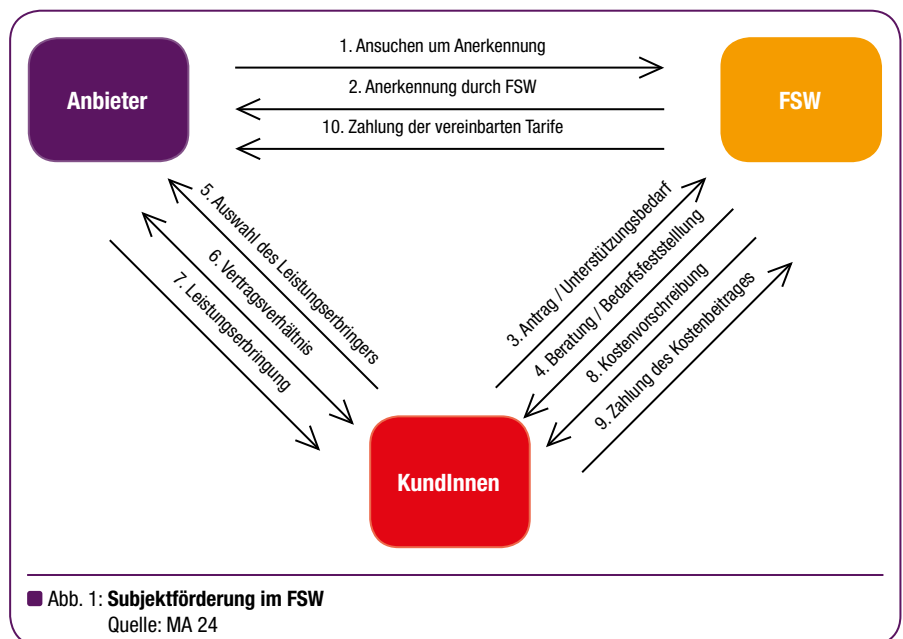 1. Ansuchen um Anerkennung
Anbieter
2. Anerkennung durch FSW
FSW
10. Zahlung der vereinbarten Tarife
5. Auswahl des Leistungserbringers
6. Vertragsverhältnis
7. Leistungserbringung
3. Antrag / Unterstützungsbedarf
4. Beratung / Bedarfsfeststelllung
8. Kostenvorschreibung
9. Zahlung des Kostenbeitrages
KundInnen
Abb. 1: Subjektförderung im FSW
Quelle: MA 24